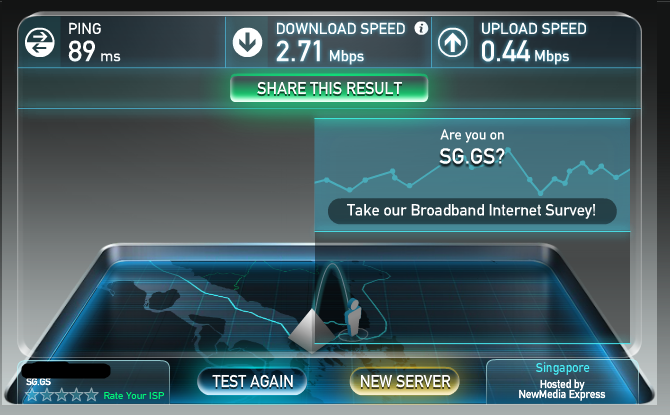 PING
89 ms
DOWNLOAD SPEED
2.71 Mbps
UPLOAD SPEED
0.44 Mbps
SHARE THIS RESULT
Are you on
SG.GS?
Take our Broadband Internet Survey!
SG.GS
Rate Your ISP
TEST AGAIN
NEW SERVER
Singapore
Hosted by
NewMedia Express